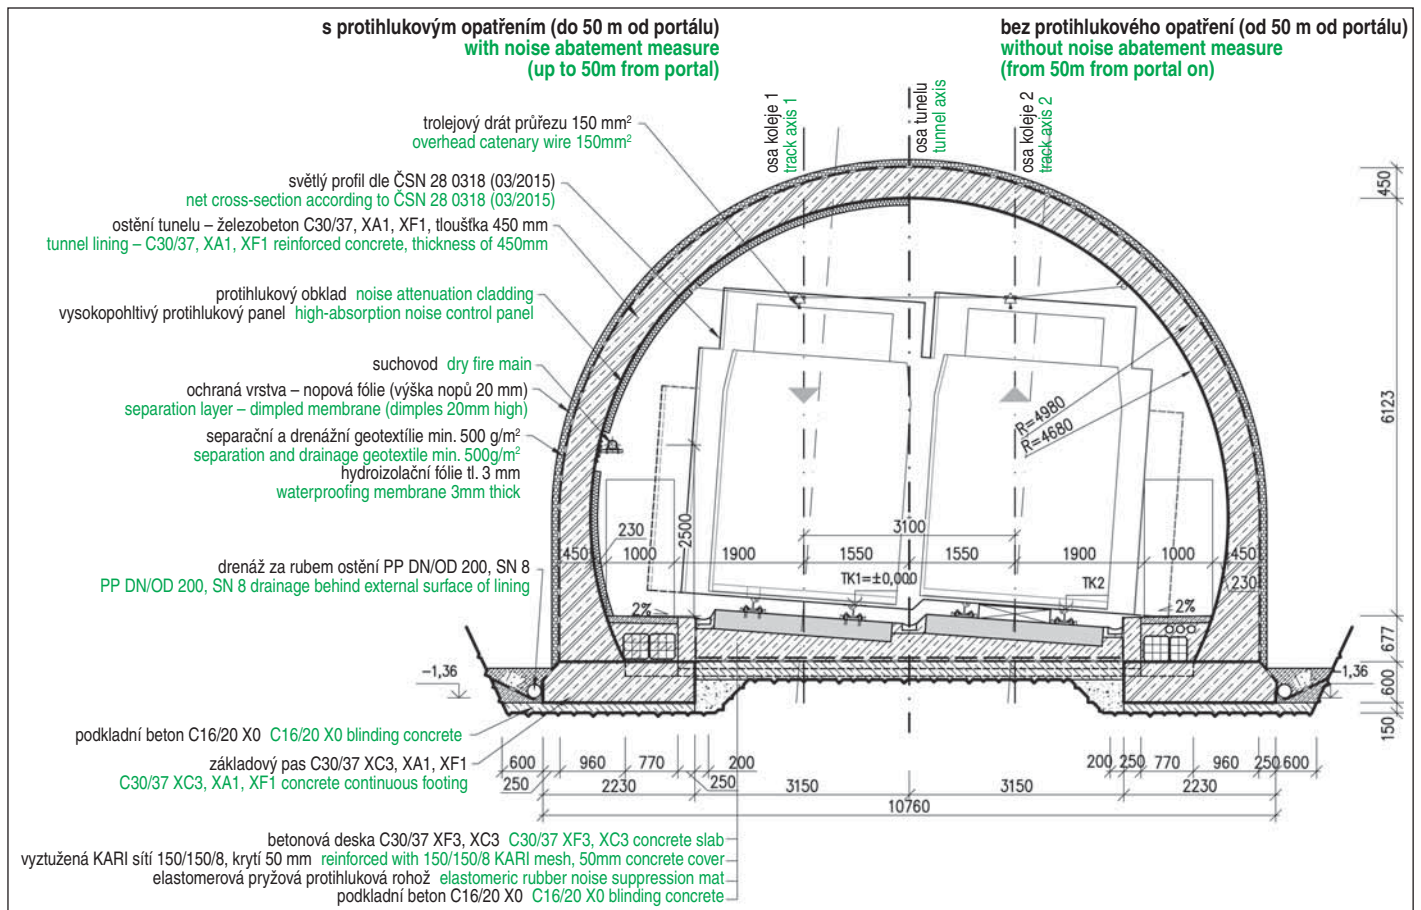 s protihlukovým opatřením (do 50 m od portálu)
with noise abatement measure
(up to 50m from portal)
bez protihlukového opatření (od 50 m od portálu)
without noise abatement measure
(from 50m from portal on)
osa koleje 1
track axis 1
osa tunelu
tunnel axis
osa koleje 2
track axis 2
trolejový drát průřezu 150 mm²
overhead catenary wire 150mm²
světlý profil dle ČSN 28 0318 (03/2015)
net cross-section according to ČSN 28 0318 (03/2015)
ostění tunelu – železobeton C30/37, XA1, XF1, tloušťka 450 mm
tunnel lining – C30/37, XA1, XF1 reinforced concrete, thickness of 450mm
protihlukový obklad noise attenuation cladding
vysokopohltivý protihlukový panel high-absorption noise control panel
suchovod dry fire main
ochraná vrstva – nopová fólie (výška nopů 20 mm)
separation layer – dimpled membrane (dimples 20mm high)
separační a drenážní geotextílie min. 500 g/m²
separation and drainage geotextile min. 500g/m²
hydroizolační fólie tl. 3 mm
waterproofing membrane 3mm thick
drenáž za rubem ostění PP DN/OD 200, SN 8
PP DN/OD 200, SN 8 drainage behind external surface of lining
450
6123
677
600
150
R=4980
R=4680
3100
2500
230
450 1000 1900 1550 1550 1900 1000 450
230
TK1=±0,000
TK2
2%
2%
–1,36
–1,36
podkladní beton C16/20 X0 C16/20 X0 blinding concrete
základový pas C30/37 XC3, XA1, XF1
C30/37 XC3, XA1, XF1 concrete continuous footing
600 960 770 200 200 250 770 960 250 600
250 2230 250 3150 3150 2230
10760
betonová deska C30/37 XF3, XC3 C30/37 XF3, XC3 concrete slab
vyztužená KARI sítí 150/150/8, krytí 50 mm reinforced with 150/150/8 KARI mesh, 50mm concrete cover
elastomerová pryžová protihluková rohož elastomeric rubber noise suppression mat
podkladní beton C16/20 X0 C16/20 X0 blinding concrete